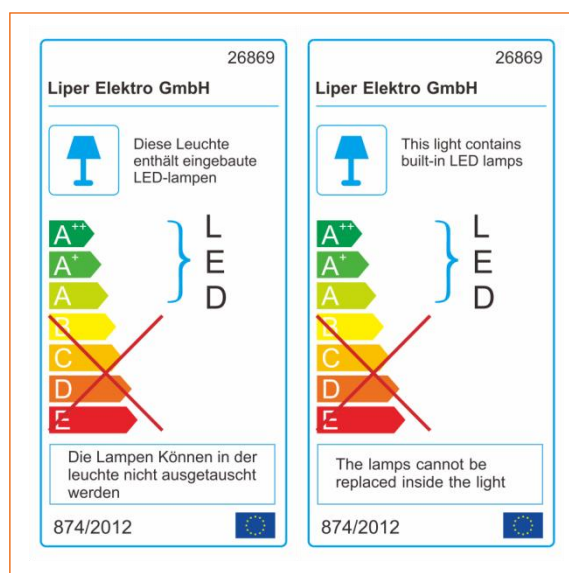 26869
Liper Elektro GmbH
Diese Leuchte
enthält eingebaute
LED-lampen
A++
A+
A
B
C
D
E
L
E
D
Die Lampen Können in der
leuchte nicht ausgetauscht
werden
874/2012
26869
Liper Elektro GmbH
This light contains
built-in LED lamps
A++
A+
A
B
C
D
E
L
E
D
The lamps cannot be
replaced inside the light
874/2012